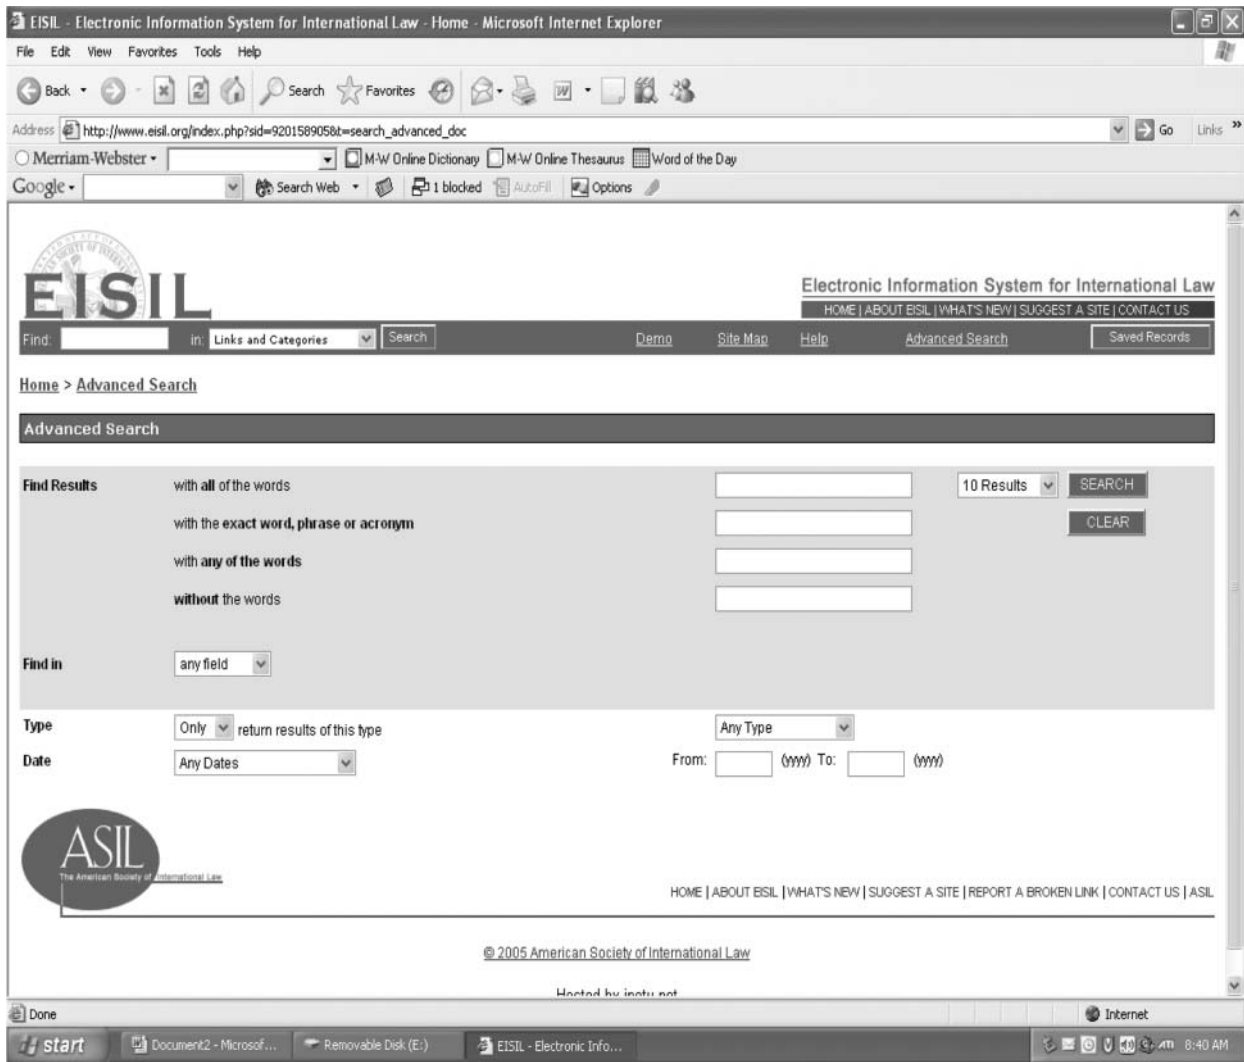 EISIL - Electronic Information System for International Law - Home - Microsoft Internet Explorer
File Edit View Favorites Tools Help
Back Search Favorites
Address http://www.eisil.org/index.php?sid=920158905&t=search_advanced_doc Go Links »
Merriam-Webster M-W Online Dictionary M-W Online Thesaurus Word of the Day
Google Search Web 1 blocked AutoFill Options
EISIL
Electronic Information System for International Law
HOME | ABOUT EISIL | WHAT'S NEW | SUGGEST A SITE | CONTACT US
Find: in: Links and Categories Search Demo Site Map Help Advanced Search Saved Records
Home > Advanced Search
Advanced Search
Find Results with all of the words 10 Results SEARCH
with the exact word, phrase or acronym CLEAR
with any of the words
without the words
Find in any field
Type Only return results of this type Any Type
Date Any Dates From: (yyyy) To: (yyyy)
ASIL
The American Society of International Law
HOME | ABOUT EISIL | WHAT'S NEW | SUGGEST A SITE | REPORT A BROKEN LINK | CONTACT US | ASIL
© 2005 American Society of International Law
Hosted by
Done Internet
start Document2 - Microsof... Removable Disk (E:) EISIL - Electronic Info... 8:40 AM